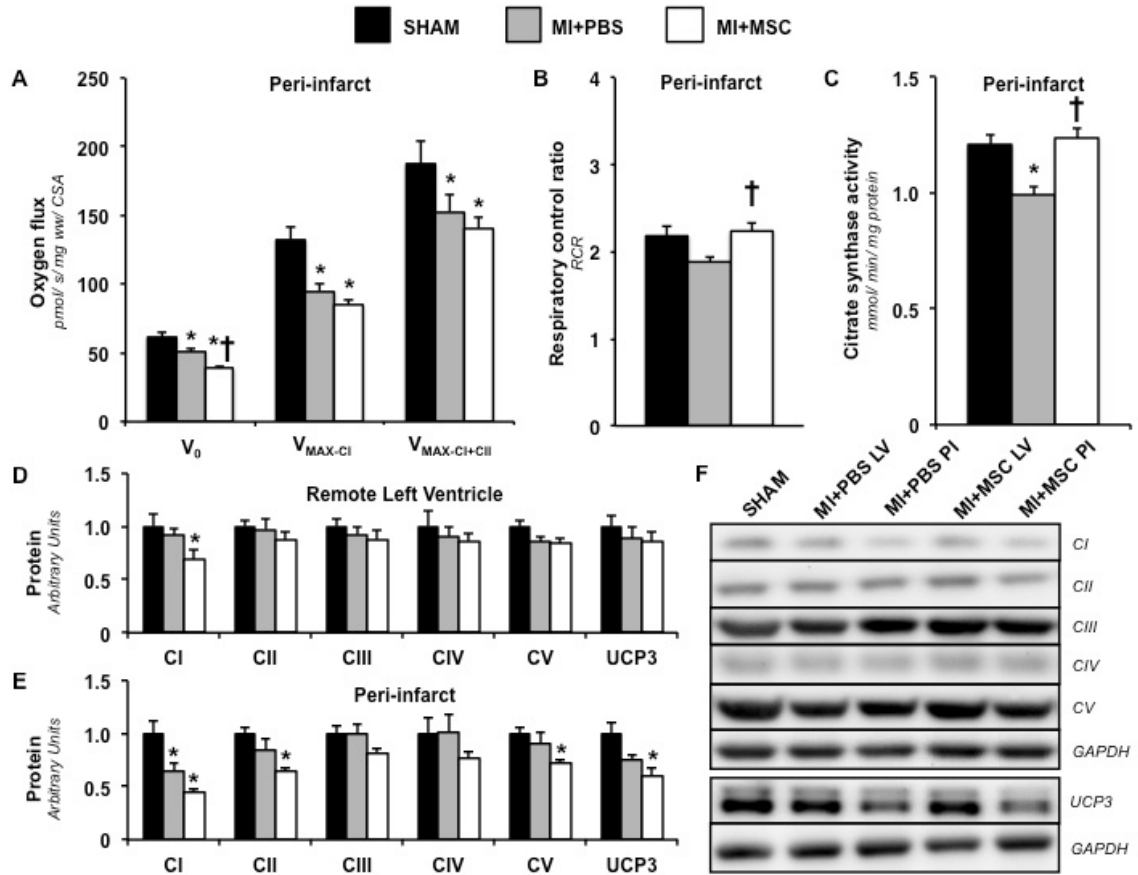 SHAM MI+PBS MI+MSC
A Peri-infarct
250
200
150
100
50
0
Oxygen flux
pmol/ s/ mg ww/ CSA
* *† * * * *
V0 VMAX-CI VMAX-CI+CII
B Peri-infarct
4
3
2
1
0
Respiratory control ratio
RCR
†
C Peri-infarct
1.5
1.0
1.0
0
Citrate synthase activity
mmol/ min/ mg protein
* †
D Remote Left Ventricle
1.5
1.0
0.5
0
Protein
Arbitrary Units
*
CI CII CIII CIV CV UCP3
E Peri-infarct
1.5
1.0
0.5
0
Protein
Arbitrary Units
* * * * *
CI CII CIII CIV CV UCP3
F
SHAM
MI+PBS LV
MI+PBS PI
MI+MSC LV
MI+MSC PI
CI
CII
CIII
CIV
CV
GAPDH
UCP3
GAPDH